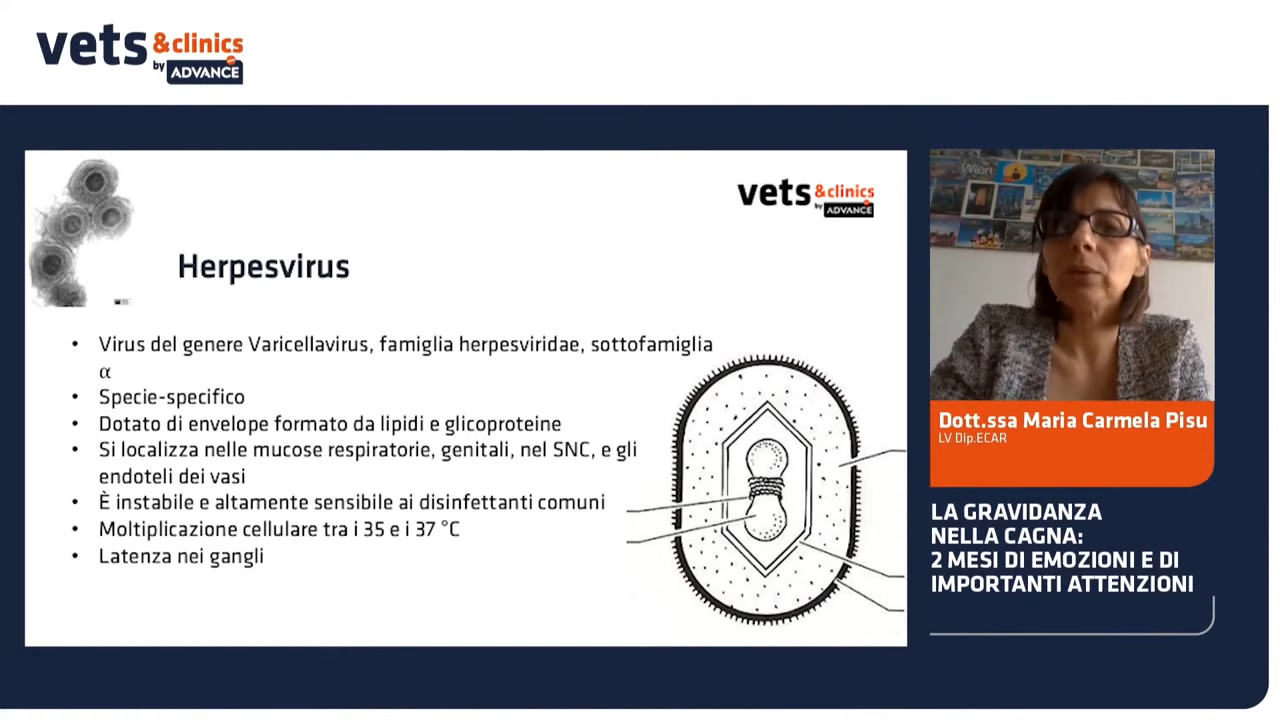 vets &clinics
by ADVANCE
vets &clinics
by ADVANCE
Herpesvirus
• Virus del genere Varicellavirus, famiglia herpesviridae, sottofamiglia
α
• Specie-specifico
• Dotato di envelope formato da lipidi e glicoproteine
• Si localizza nelle mucose respiratorie, genitali, nel SNC, e gli
endoteli dei vasi
• È instabile e altamente sensibile ai disinfettanti comuni
• Moltiplicazione cellulare tra i 35 e i 37 °C
• Latenza nei gangli
Wien
Dott.ssa Maria Carmela Pisu
LV Dip.ECAR
LA GRAVIDANZA
NELLA CAGNA:
2 MESI DI EMOZIONI E DI
IMPORTANTI ATTENZIONI